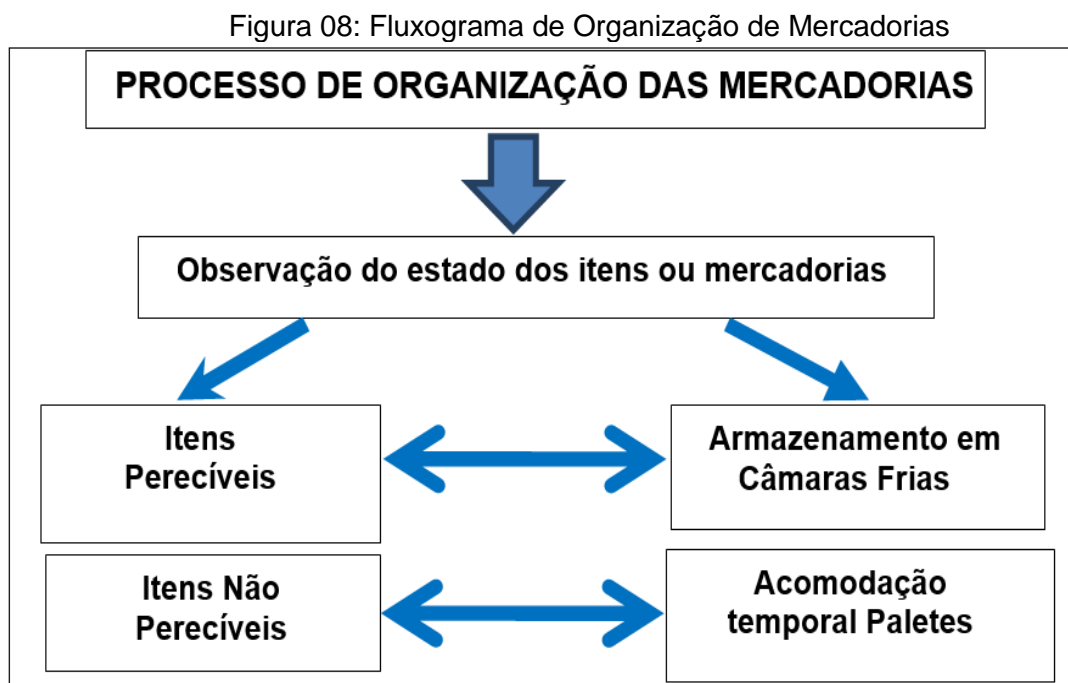 Figura 08: Fluxograma de Organização de Mercadorias
PROCESSO DE ORGANIZAÇÃO DAS MERCADORIAS
Observação do estado dos itens ou mercadorias
Itens
Perecíveis
Armazenamento em
Câmaras Frias
Itens Não
Perecíveis
Acomodação
temporal Paletes